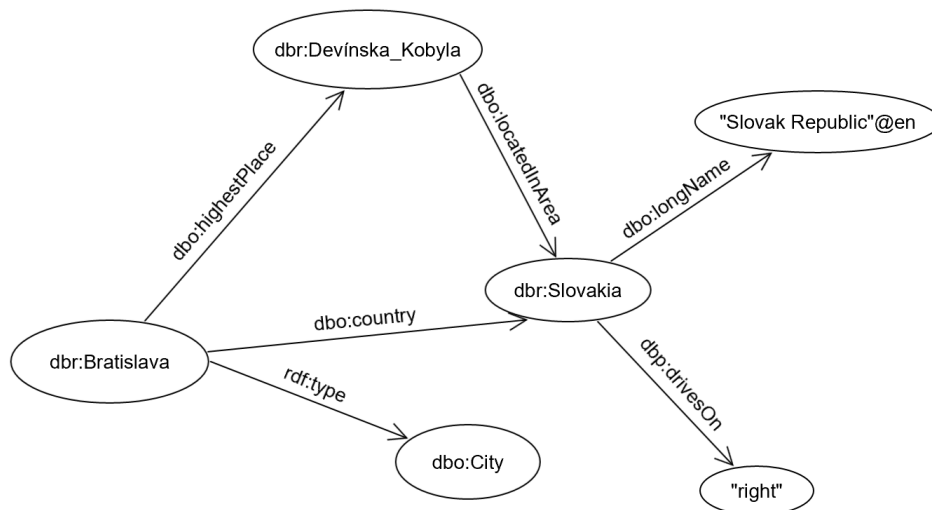 dbr:Devínska_Kobyla
"Slovak Republic"@en
dbo:highestPlace
dbo:locatedInArea
dbo:longName
dbr:Slovakia
dbo:country
dbr:Bratislava
rdf:type
dbp:drivesOn
dbo:City
"right"